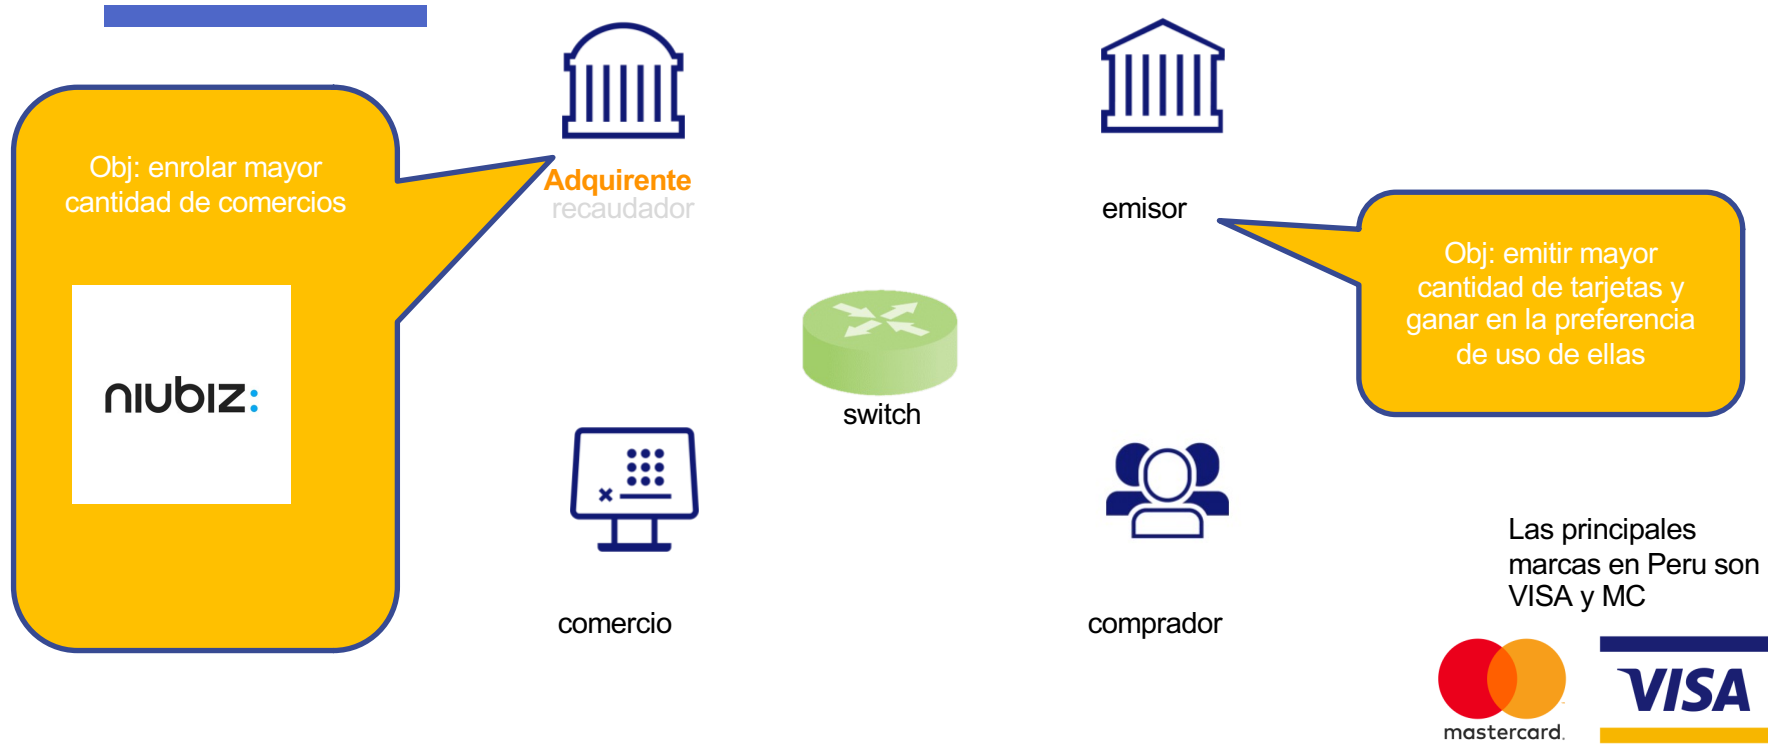 Obj: enrolar mayor
cantidad de comercios
niubiz:
Adquirente
recaudador
emisor
Obj: emitir mayor
cantidad de tarjetas y
ganar en la preferencia
de uso de ellas
switch
comercio
comprador
Las principales
marcas en Peru son
VISA y MC
mastercard.
VISA